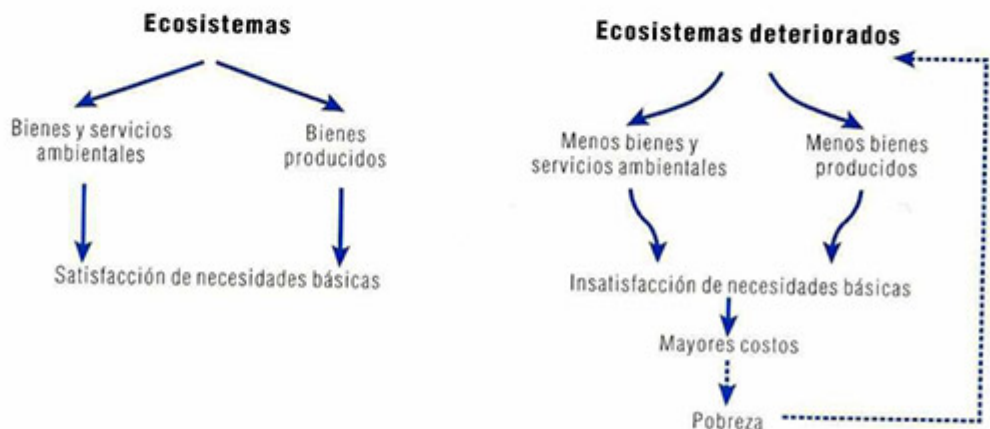 Ecosistemas
Bienes y servicios
ambientales
Bienes
producidos
Satisfacción de necesidades básicas
Ecosistemas deteriorados
Menos bienes y
servicios ambientales
Menos bienes
producidos
Insatisfacción de necesidades básicas
Mayores costos
Pobreza